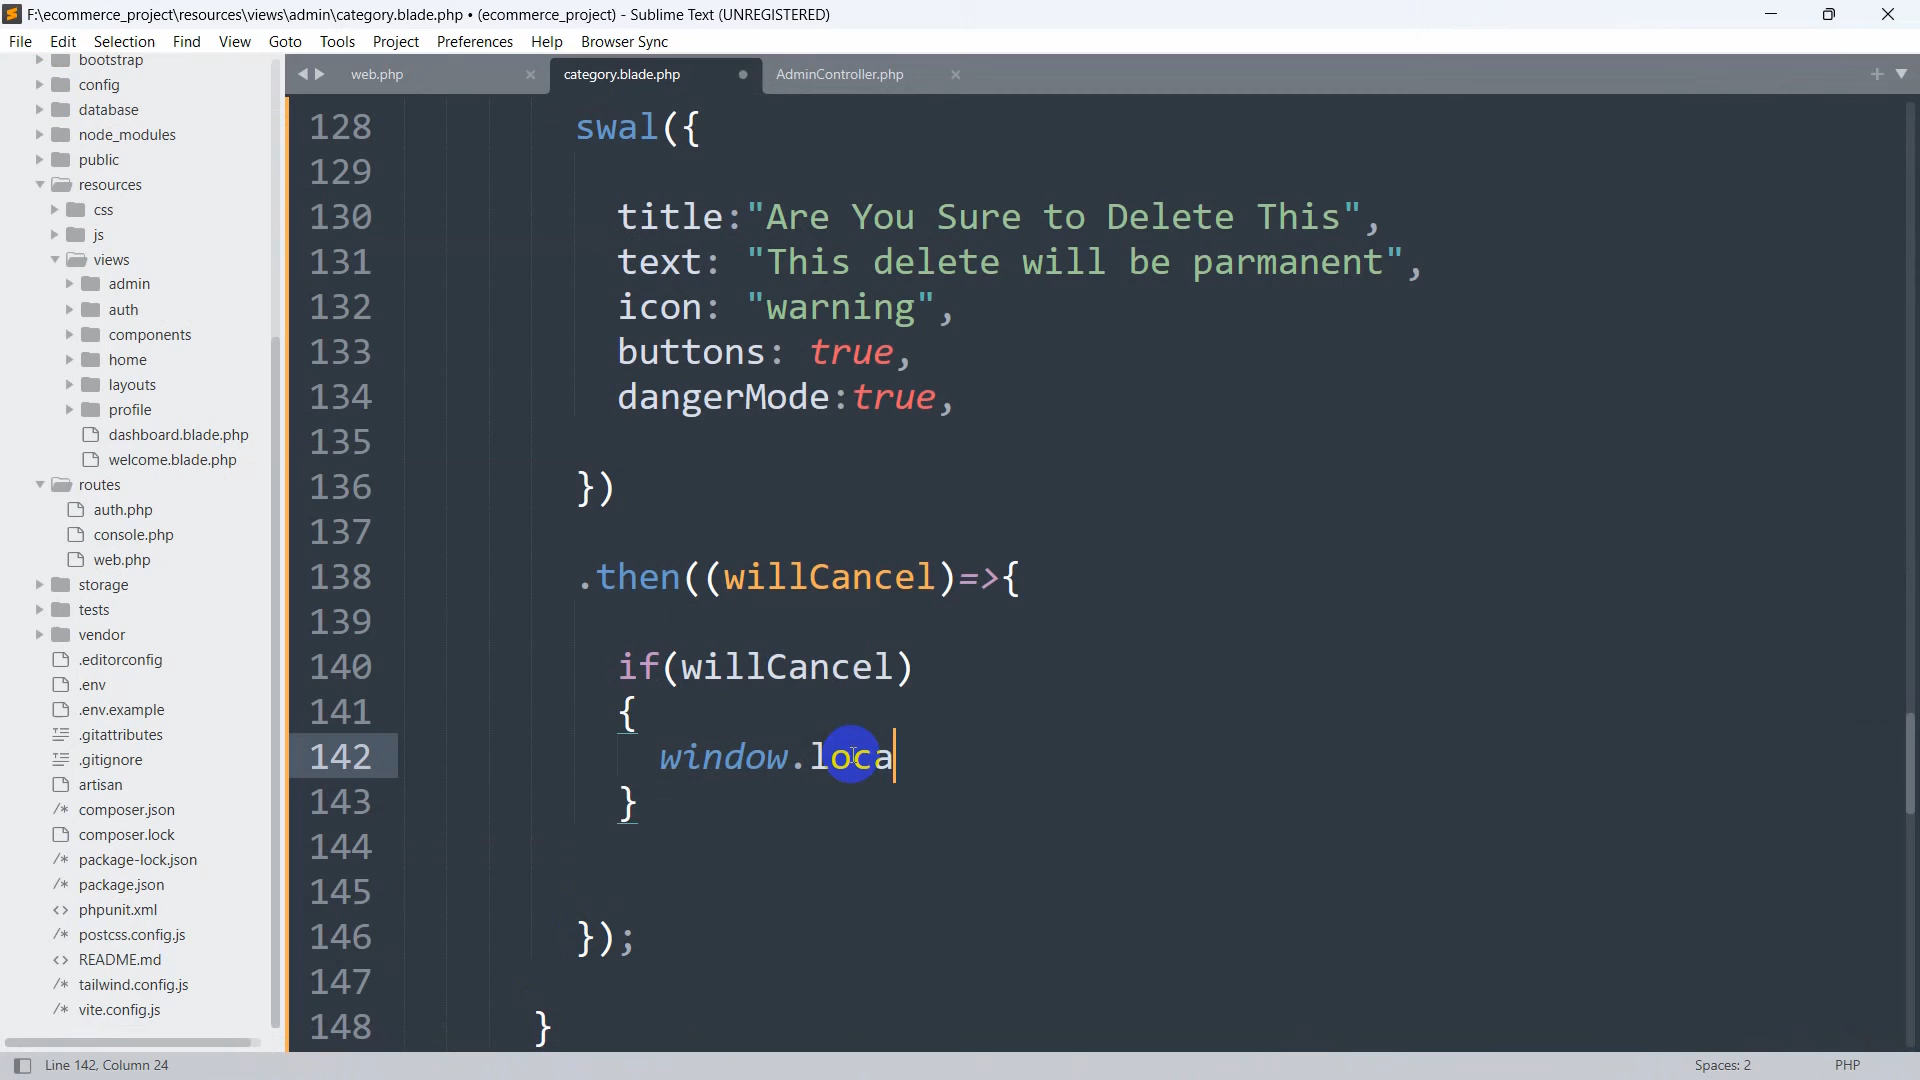 F:\ecommerce_project\resources\views\admin\category.blade.php • (ecommerce_project) - Sublime Text (UNREGISTERED)
File Edit Selection Find View Goto Tools Project Preferences Help Browser Sync
bootstrap
config
database
node_modules
public
resources
css
js
views
admin
auth
components
home
layouts
profile
dashboard.blade.php
welcome.blade.php
routes
auth.php
console.php
web.php
storage
tests
vendor
.editorconfig
.env
.env.example
.gitattributes
.gitignore
artisan
composer.json
composer.lock
package-lock.json
package.json
phpunit.xml
postcss.config.js
README.md
tailwind.config.js
vite.config.js
web.php category.blade.php AdminController.php
128 swal({
129
130 title:"Are You Sure to Delete This",
131 text: "This delete will be parmanent",
132 icon: "warning",
133 buttons: true,
134 dangerMode:true,
135
136 })
137
138 .then((willCancel)=>{
139
140 if(willCancel)
141 {
142 window.loca
143 }
144
145
146 });
147
148 }
Line 142, Column 24 Spaces: 2 PHP